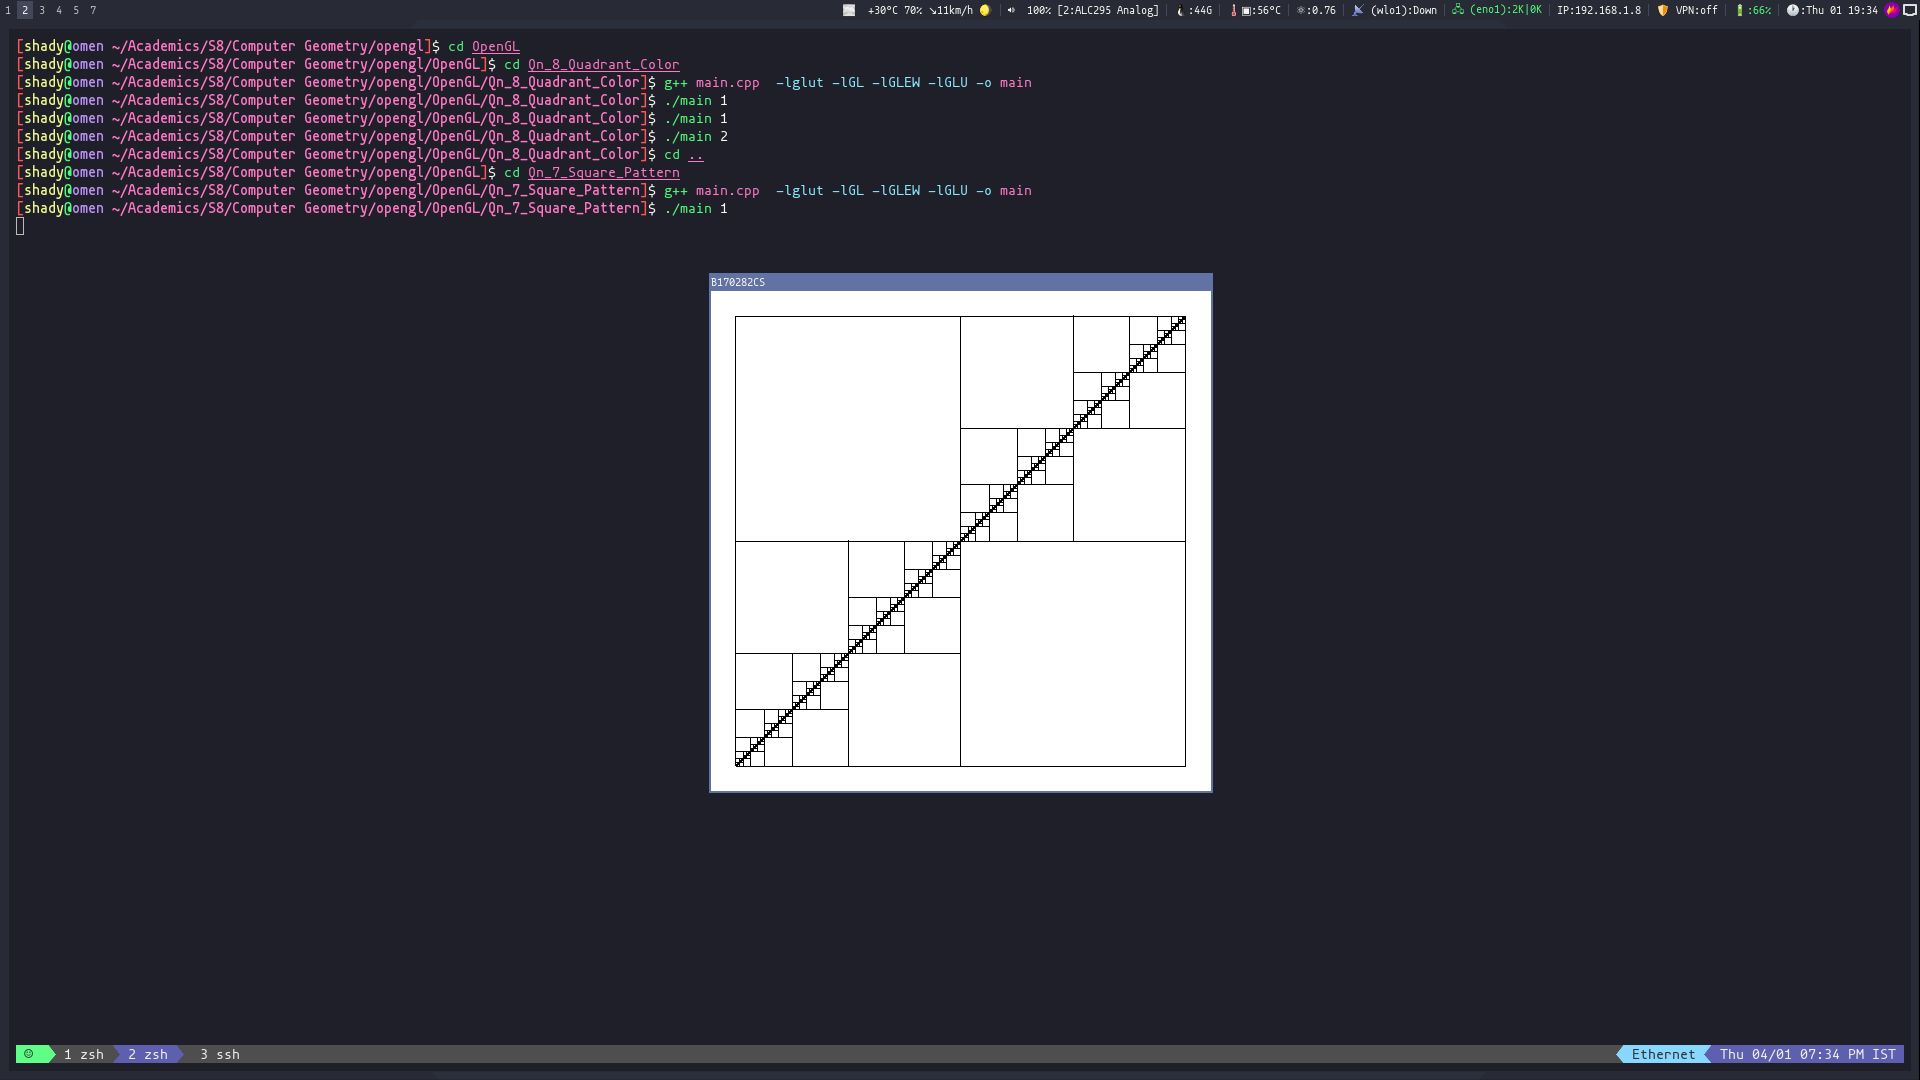 1 2 3 4 5 7 +30°C 70% ↘11km/h 100% [2:ALC295 Analog] :44G :56°C :0.76 (wlo1):Down (eno1):2K|0K IP:192.168.1.8 VPN:off :66% :Thu 01 19:34
[shady@omen ~/Academics/S8/Computer Geometry/opengl]$ cd OpenGL
[shady@omen ~/Academics/S8/Computer Geometry/opengl/OpenGL]$ cd Qn_8_Quadrant_Color
[shady@omen ~/Academics/S8/Computer Geometry/opengl/OpenGL/Qn_8_Quadrant_Color]$ g++ main.cpp  -lglut -lGL -lGLEW -lGLU -o main
[shady@omen ~/Academics/S8/Computer Geometry/opengl/OpenGL/Qn_8_Quadrant_Color]$ ./main 1
[shady@omen ~/Academics/S8/Computer Geometry/opengl/OpenGL/Qn_8_Quadrant_Color]$ ./main 1
[shady@omen ~/Academics/S8/Computer Geometry/opengl/OpenGL/Qn_8_Quadrant_Color]$ ./main 2
[shady@omen ~/Academics/S8/Computer Geometry/opengl/OpenGL/Qn_8_Quadrant_Color]$ cd ..
[shady@omen ~/Academics/S8/Computer Geometry/opengl/OpenGL]$ cd Qn_7_Square_Pattern
[shady@omen ~/Academics/S8/Computer Geometry/opengl/OpenGL/Qn_7_Square_Pattern]$ g++ main.cpp  -lglut -lGL -lGLEW -lGLU -o main
[shady@omen ~/Academics/S8/Computer Geometry/opengl/OpenGL/Qn_7_Square_Pattern]$ ./main 1
B170282CS
1 zsh 2 zsh 3 ssh Ethernet Thu 04/01 07:34 PM IST